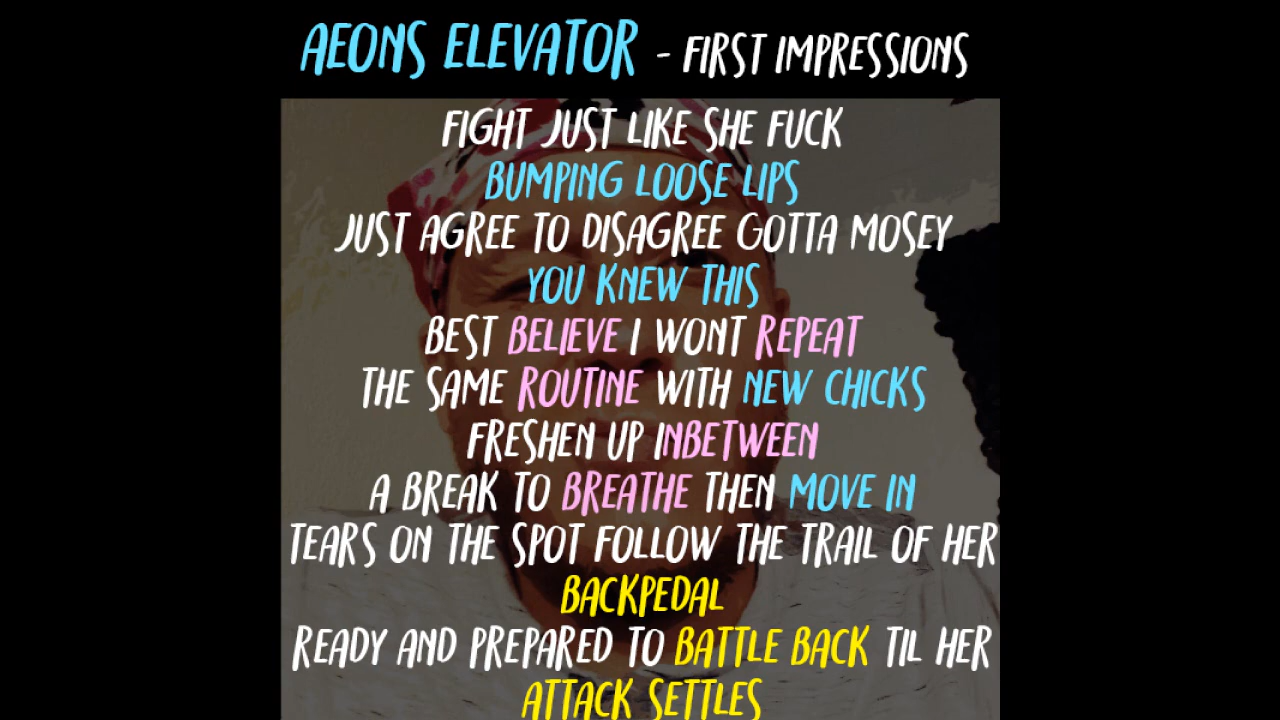 AEONS ELEVATOR - FIRST IMPRESSIONS
FIGHT JUST LIKE SHE FUCK
BUMPING LOOSE LIPS
JUST AGREE TO DISAGREE GOTTA MOSEY
YOU KNEW THIS
BEST BELIEVE I WONT REPEAT
THE SAME ROUTINE WITH NEW CHICKS
FRESHEN UP INBETWEEN
A BREAK TO BREATHE THEN MOVE IN
TEARS ON THE SPOT FOLLOW THE TRAIL OF HER
BACKPEDAL
READY AND PREPARED TO BATTLE BACK TIL HER
ATTACK SETTLES